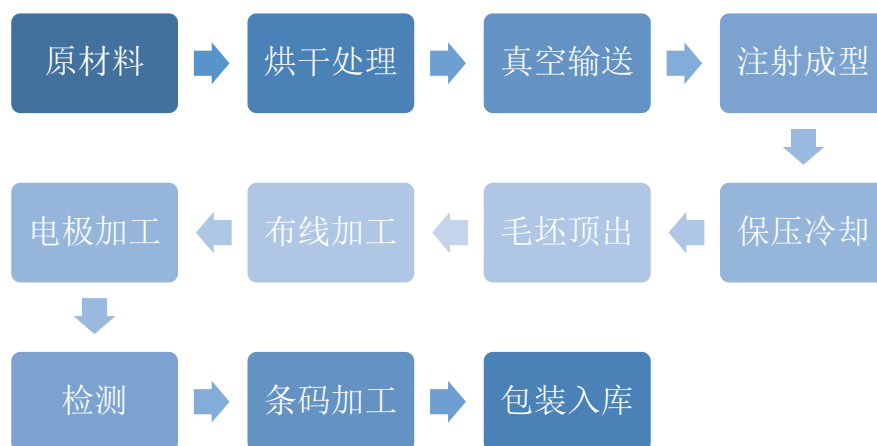 原材料
烘干处理
真空输送
注射成型
保压冷却
毛坯顶出
布线加工
电极加工
检测
条码加工
包装入库